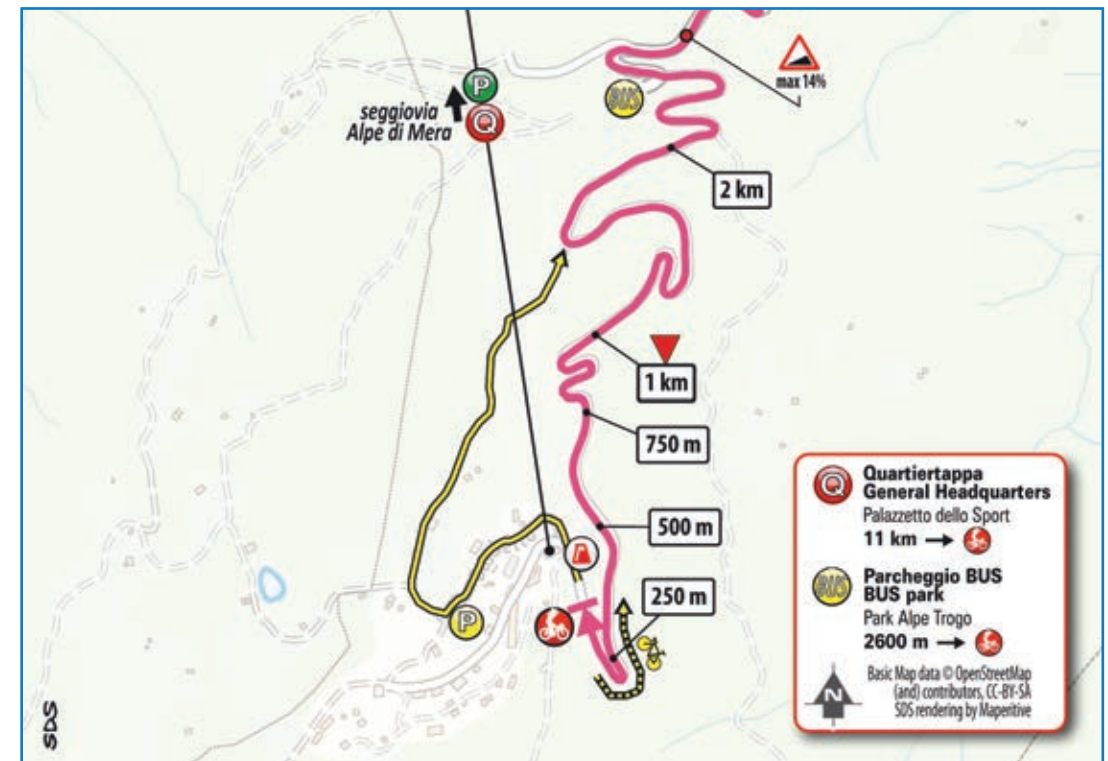 P
seggiovia
Alpe di Mera
Q
BUS
max 14%
2 km
1 km
750 m
500 m
250 m
P
Q
Quartiertappa
General Headquarters
Palazzetto dello Sport
11 km
BUS
Parcheggio BUS
BUS park
Park Alpe Trogo
2600 m
N
Basic Map data © OpenStreetMap
(and) contributors, CC-BY-SA
SDS rendering by Maperitive
SDS